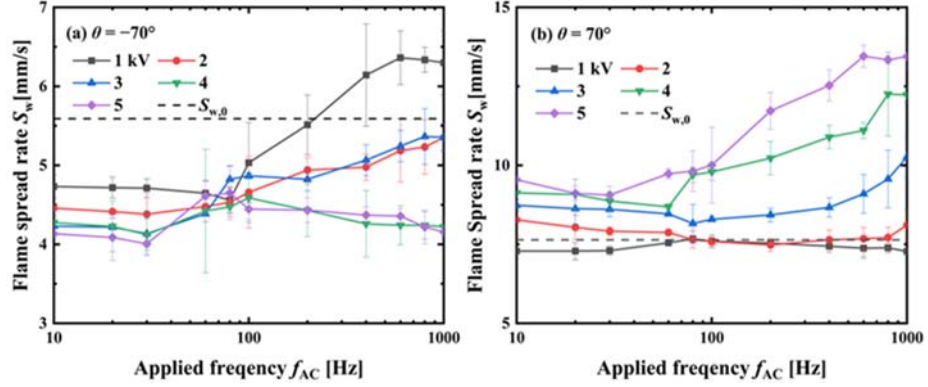 (a) θ = −70°
1 kV 2
3 4
5 S_w,0
Flame spread rate S_w [mm/s]
7
6
5
4
3
10 100 1000
Applied freqency f_AC [Hz]
(b) θ = 70°
1 kV 2
3 4
5 S_w,0
Flame Spread rate S_w [mm/s]
15
10
5
10 100 1000
Applied freqency f_AC [Hz]